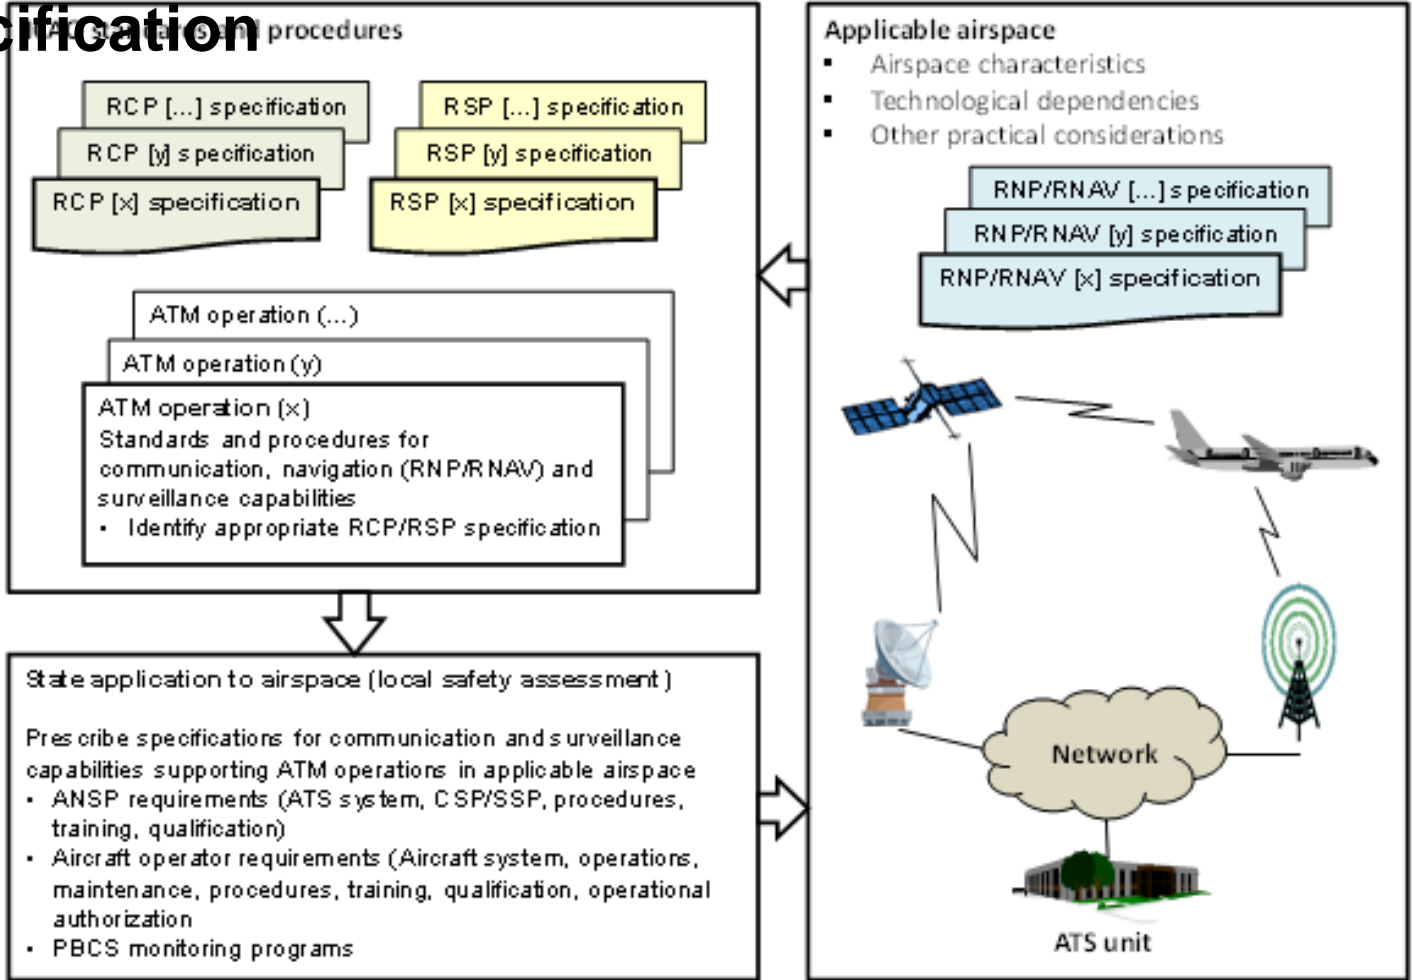 cification
ICAO standards and procedures
RCP [...] specification
RCP [y] specification
RCP [x] specification
RSP [...] specification
RSP [y] specification
RSP [x] specification
ATM operation (...)
ATM operation (y)
ATM operation (x)
Standards and procedures for
communication, navigation (RNP/RNAV) and
surveillance capabilities
• Identify appropriate RCP/RSP specification
State application to airspace (local safety assessment)
Prescribe specifications for communication and surveillance
capabilities supporting ATM operations in applicable airspace
• ANSP requirements (ATS system, CSP/SSP, procedures,
training, qualification)
• Aircraft operator requirements (Aircraft system, operations,
maintenance, procedures, training, qualification, operational
authorization
• PBCS monitoring programs
Applicable airspace
▪ Airspace characteristics
▪ Technological dependencies
▪ Other practical considerations
RNP/RNAV [...] specification
RNP/RNAV [y] specification
RNP/RNAV [x] specification
Network
ATS unit